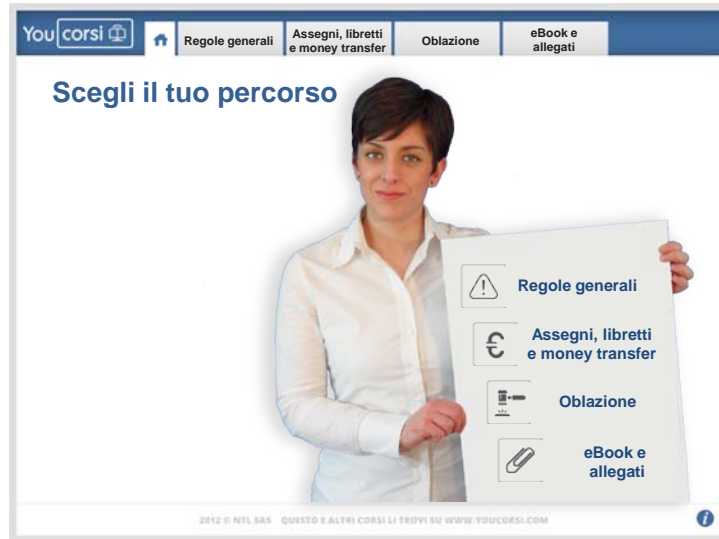 You corsi
Regole generali
Assegni, libretti
e money transfer
Oblazione
eBook e
allegati
Scegli il tuo percorso
Regole generali
Assegni, libretti
e money transfer
Oblazione
eBook e
allegati
2012 © NTL SAS QUESTO E ALTRI CORSI LI TROVI SU WWW.YOUCORSI.COM
i